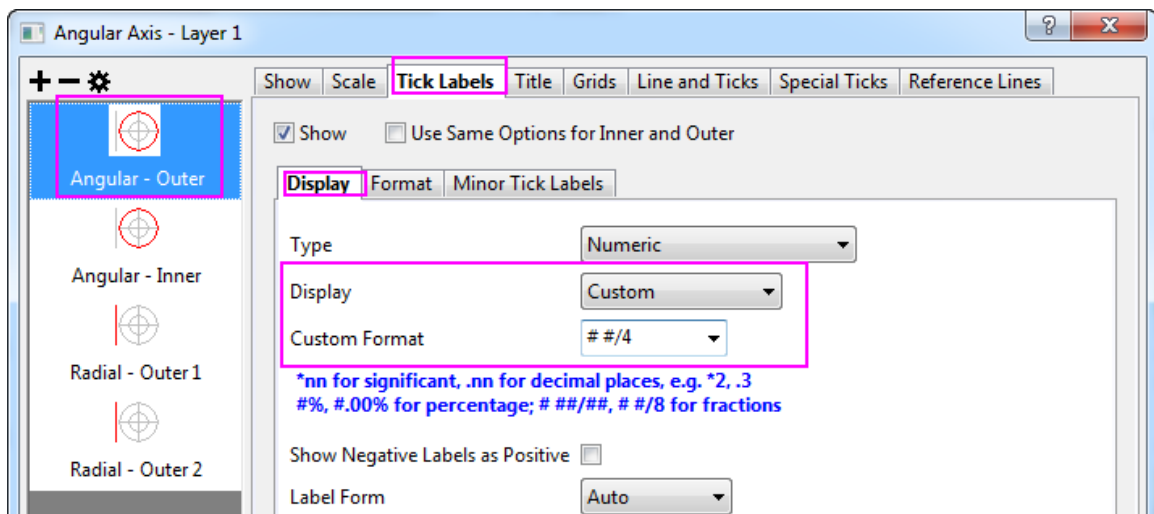 Angular Axis - Layer 1
Show Scale Tick Labels Title Grids Line and Ticks Special Ticks Reference Lines
Show Use Same Options for Inner and Outer
Angular - Outer
Display Format Minor Tick Labels
Type Numeric
Angular - Inner
Display Custom
Custom Format # #/4
Radial - Outer 1
*nn for significant, .nn for decimal places, e.g. *2, .3
#%, #.00% for percentage; # ##/##, # #/8 for fractions
Show Negative Labels as Positive
Radial - Outer 2
Label Form Auto